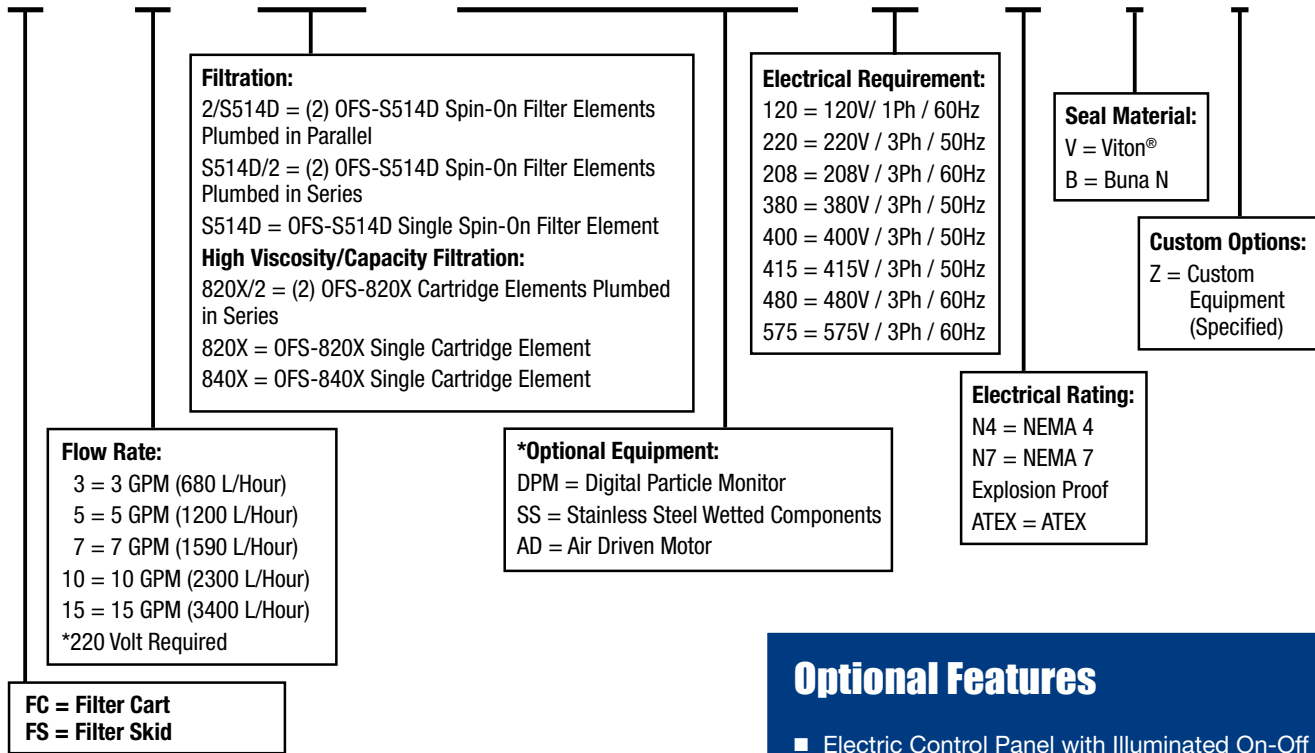 Filtration:
2/S514D = (2) OFS-S514D Spin-On Filter Elements
Plumbed in Parallel
S514D/2 = (2) OFS-S514D Spin-On Filter Elements
Plumbed in Series
S514D = OFS-S514D Single Spin-On Filter Element
High Viscosity/Capacity Filtration:
820X/2 = (2) OFS-820X Cartridge Elements Plumbed
in Series
820X = OFS-820X Single Cartridge Element
840X = OFS-840X Single Cartridge Element
Electrical Requirement:
120 = 120V/ 1Ph / 60Hz
220 = 220V / 3Ph / 50Hz
208 = 208V / 3Ph / 60Hz
380 = 380V / 3Ph / 50Hz
400 = 400V / 3Ph / 50Hz
415 = 415V / 3Ph / 50Hz
480 = 480V / 3Ph / 60Hz
575 = 575V / 3Ph / 60Hz
Seal Material:
V = Viton®
B = Buna N
Custom Options:
Z = Custom
Equipment
(Specified)
Electrical Rating:
N4 = NEMA 4
N7 = NEMA 7
Explosion Proof
ATEX = ATEX
Flow Rate:
3 = 3 GPM (680 L/Hour)
5 = 5 GPM (1200 L/Hour)
7 = 7 GPM (1590 L/Hour)
10 = 10 GPM (2300 L/Hour)
15 = 15 GPM (3400 L/Hour)
*220 Volt Required
*Optional Equipment:
DPM = Digital Particle Monitor
SS = Stainless Steel Wetted Components
AD = Air Driven Motor
FC = Filter Cart
FS = Filter Skid
Optional Features
■ Electric Control Panel with Illuminated On-Off